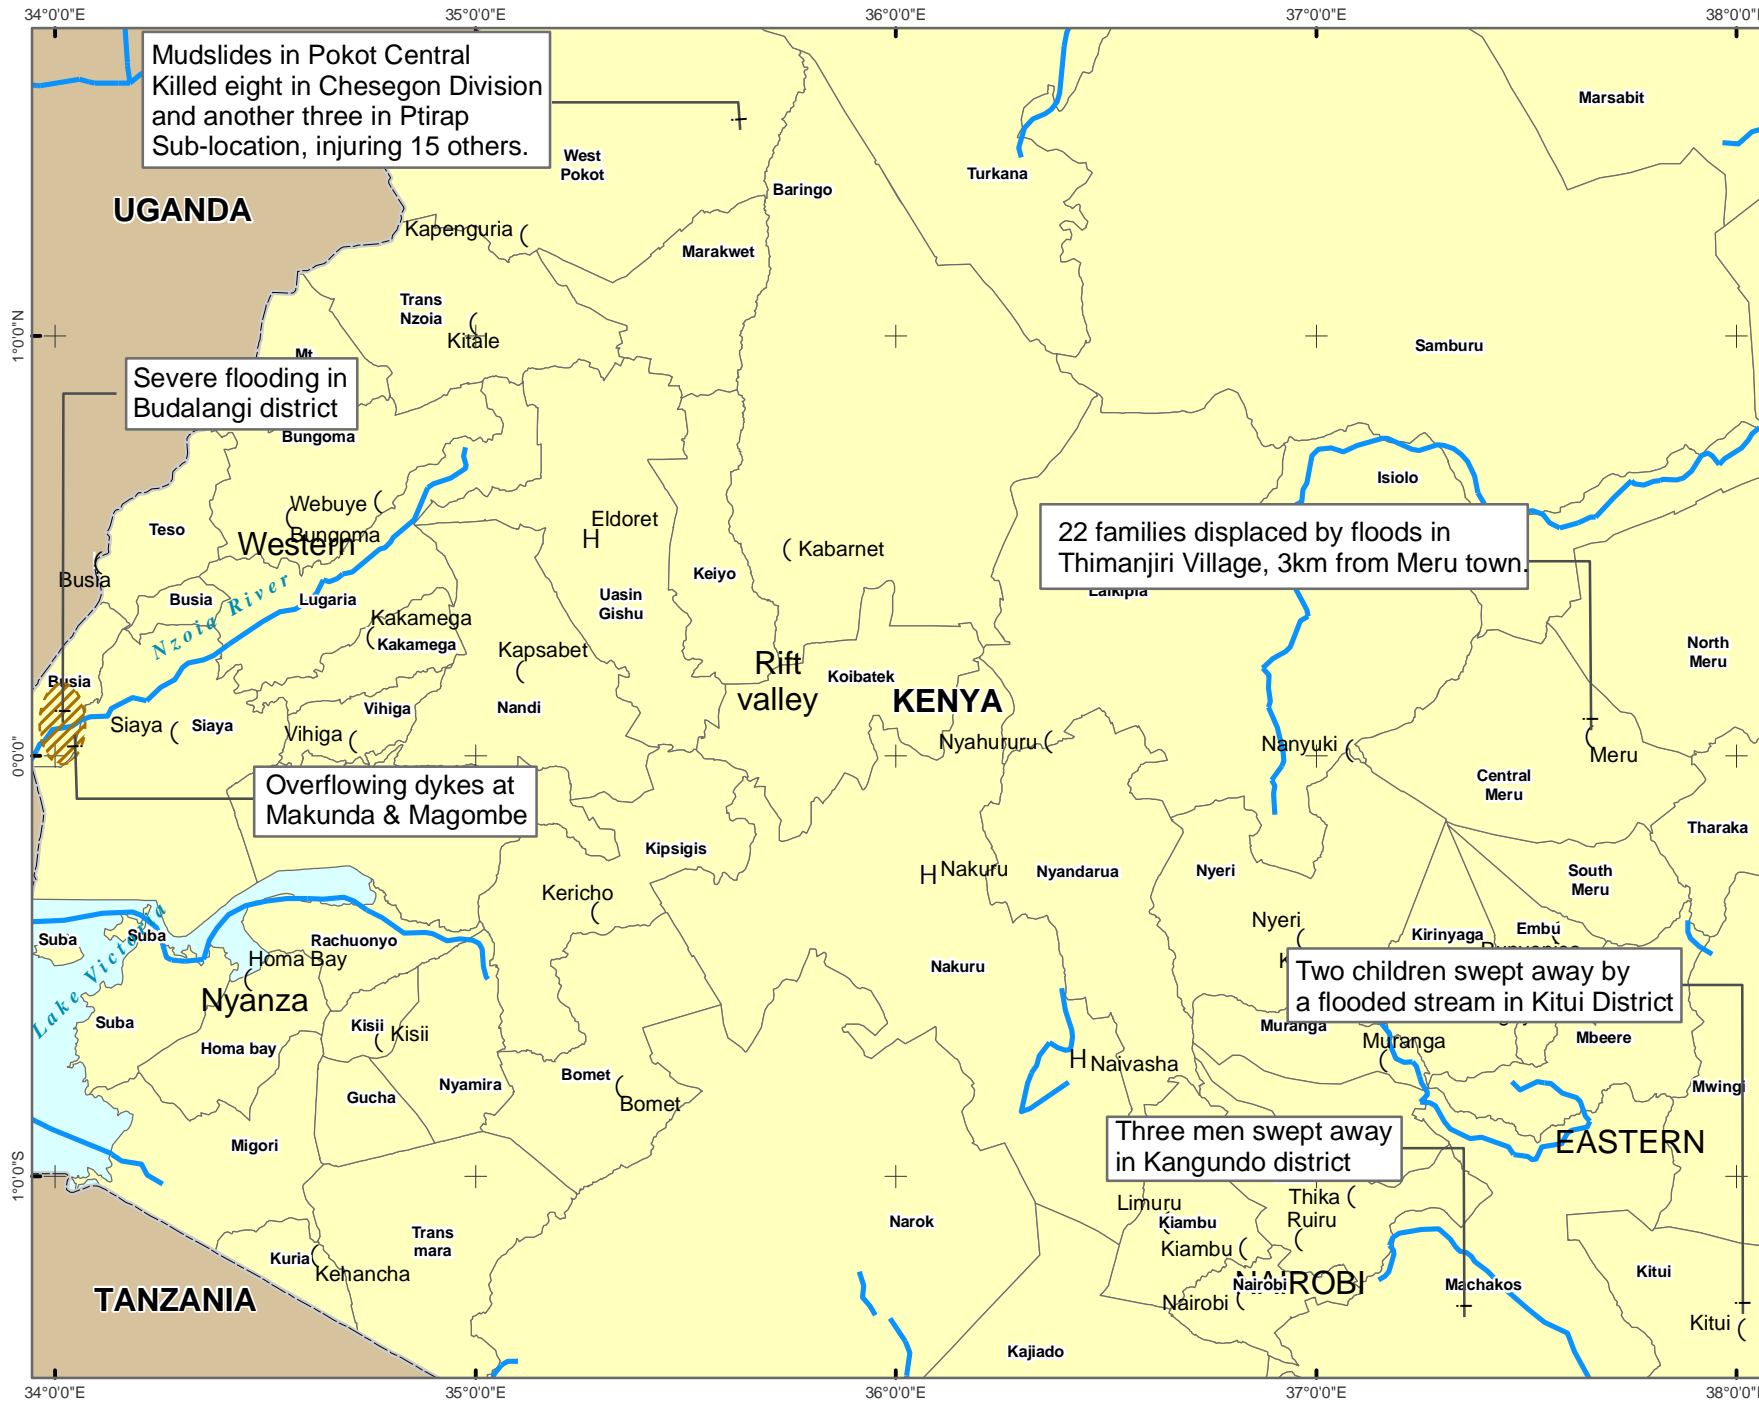 34°0'0"E
35°0'0"E
36°0'0"E
37°0'0"E
38°0'0"E
Mudslides in Pokot Central
Killed eight in Chesegon Division
and another three in Ptirap
Sub-location, injuring 15 others.
Marsabit
West
Pokot
Turkana
Baringo
UGANDA
Kapenguria
Marakwet
Trans
Nzoia
Kitale
1°0'0"N
Samburu
Mt
Severe flooding in
Budalangi district
Bungoma
Isiolo
Webuye
Bungoma
Eldoret
H
22 families displaced by floods in
Thimanjiri Village, 3km from Meru town.
Teso
Western
Kabarnet
Busia
Keiyo
Laikipia
Busia
Nzoia River
Lugaria
Uasin
Gishu
Kakamega
Kakamega
Kapsabet
North
Meru
Rift
valley
Koibatek
Busia
KENYA
Vihiga
Nandi
Siaya
Siaya
Vihiga
Nyahururu
Nanyuki
Meru
0°0'0"
Central
Meru
Overflowing dykes at
Makunda & Magombe
Tharaka
Kipsigis
H
Nakuru
Nyandarua
Nyeri
South
Meru
Kericho
Nyeri
Embu
Kirinyaga
Suba
Suba
Rachuonyo
Lake Victoria
Homa Bay
Nakuru
Two children swept away by
a flooded stream in Kitui District
Nyanza
Suba
Kisii
Kisii
Muranga
Muranga
Mbeere
Homa bay
H
Naivasha
Bomet
Nyamira
Gucha
Bomet
Mwingi
Three men swept away
in Kangundo district
EASTERN
Migori
1°0'0"S
Thika
Limuru
Ruiru
Narok
Kiambu
Trans
mara
Kiambu
Kuria
Kehancha
Kitui
NAIROBI
Nairobi
Machakos
TANZANIA
Nairobi
Kitui
Kajiado
34°0'0"E
35°0'0"E
36°0'0"E
37°0'0"E
38°0'0"E